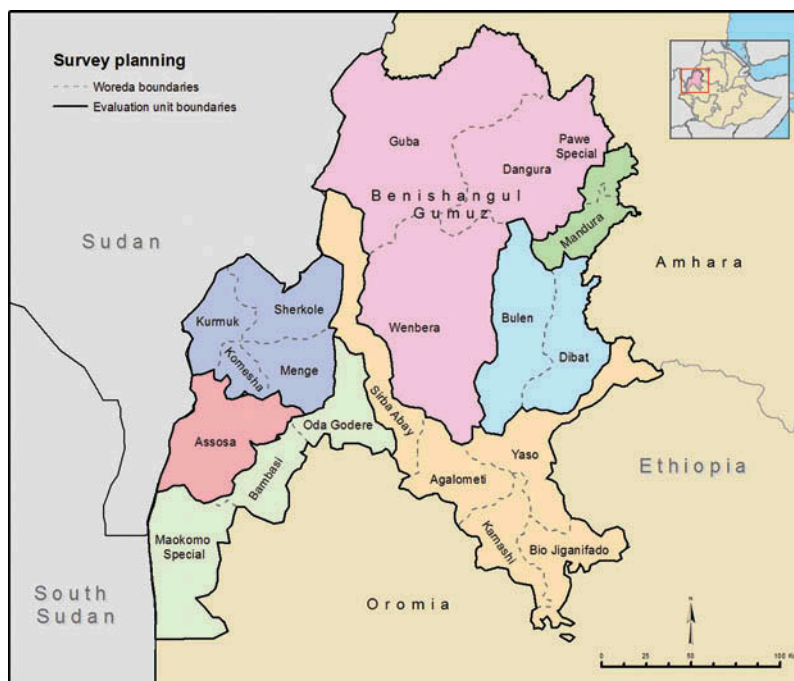 Survey planning
Woreda boundaries
Evaluation unit boundaries
Guba
Pawe
Special
Dangura
Benishangul
Gumuz
Mandura
Sudan
Amhara
Sherkole
Kurmuk
Bulen
Wenbera
Komesha
Menge
Dibat
Sirba Abay
Oda Godere
Assosa
Yaso
Ethiopia
Bambasi
Agalometi
Maokomo
Special
Kamashi
Bio Jiganifado
South
Sudan
Oromia
0 25 50 100 Km